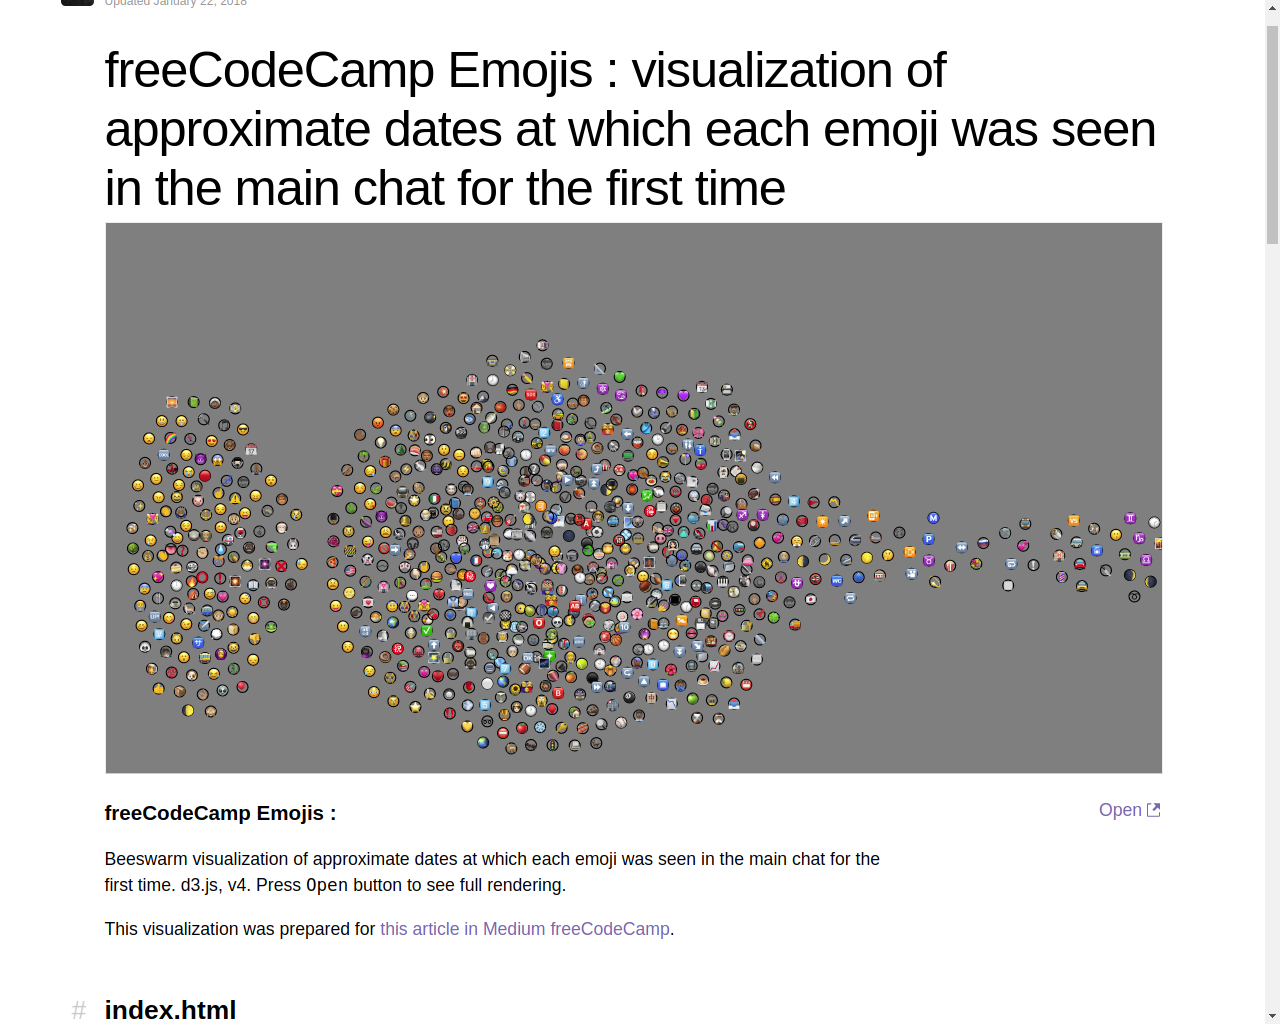 Updated January 22, 2018
freeCodeCamp Emojis : visualization of
approximate dates at which each emoji was seen
in the main chat for the first time
freeCodeCamp Emojis :
Open
Beeswarm visualization of approximate dates at which each emoji was seen in the main chat for the
first time. d3.js, v4. Press Open button to see full rendering.
This visualization was prepared for this article in Medium freeCodeCamp.
# index.html